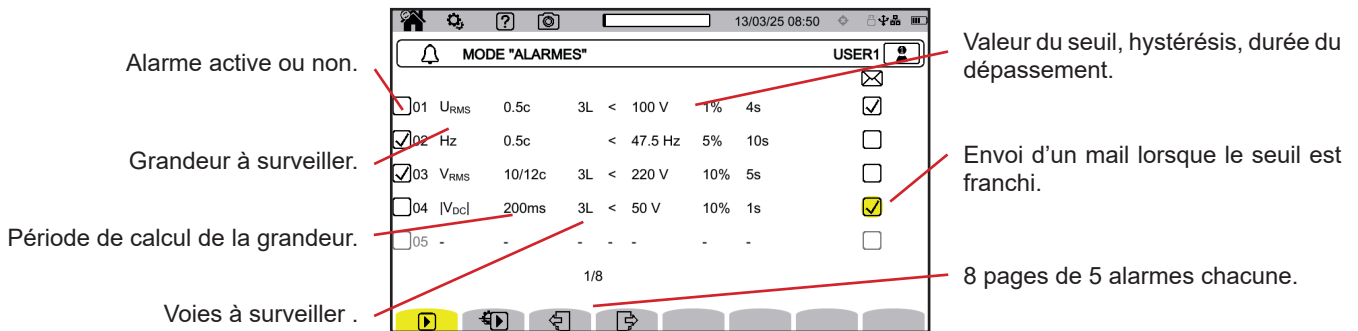 13/03/25 08:50
MODE "ALARMES" USER1
01 URMS 0.5c 3L < 100 V 1% 4s
02 Hz 0.5c < 47.5 Hz 5% 10s
03 VRMS 10/12c 3L < 220 V 10% 5s
04 |VDC| 200ms 3L < 50 V 10% 1s
05 - - - - - - -
1/8
Alarme active ou non.
Grandeur à surveiller.
Période de calcul de la grandeur.
Voies à surveiller .
Valeur du seuil, hystérésis, durée du
dépassement.
Envoi d’un mail lorsque le seuil est
franchi.
8 pages de 5 alarmes chacune.